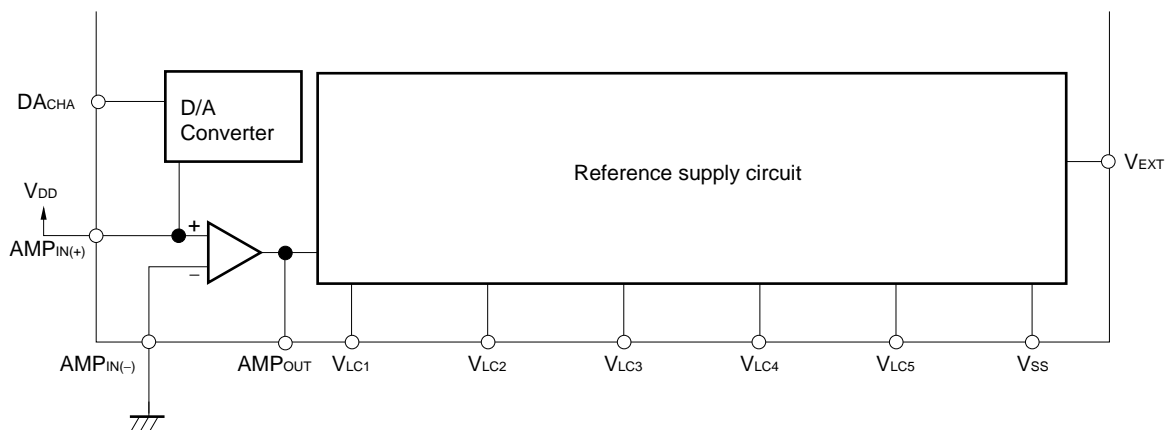 DACHA
D/A
Converter
Reference supply circuit
VEXT
VDD
+
AMPIN(+)
−
AMPIN(−)
AMPOUT
VLC1
VLC2
VLC3
VLC4
VLC5
VSS